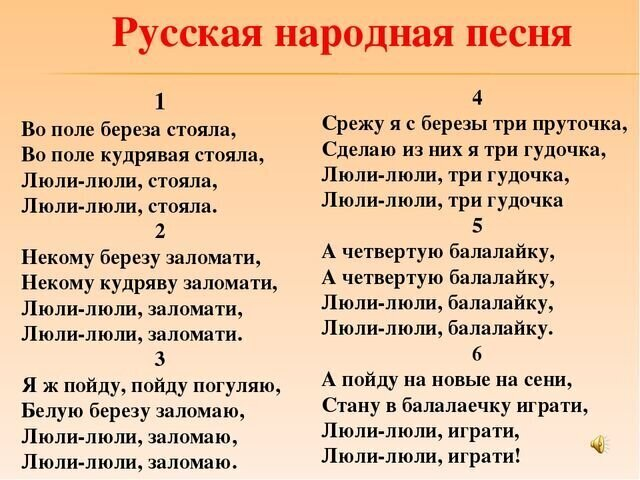 Русская народная песня
1
Во поле береза стояла,
Во поле кудрявая стояла,
Люли-люли, стояла,
Люли-люли, стояла.
2
Некому березу заломати,
Некому кудряву заломати,
Люли-люли, заломати,
Люли-люли, заломати.
3
Я ж пойду, пойду погуляю,
Белую березу заломаю,
Люли-люли, заломаю,
Люли-люли, заломаю.
4
Срежу я с березы три пруточка,
Сделаю из них я три гудочка,
Люли-люли, три гудочка,
Люли-люли, три гудочка
5
А четвертую балалайку,
А четвертую балалайку,
Люли-люли, балалайку,
Люли-люли, балалайку.
6
А пойду на новые на сени,
Стану в балалаечку играти,
Люли-люли, играти,
Люли-люли, играти!